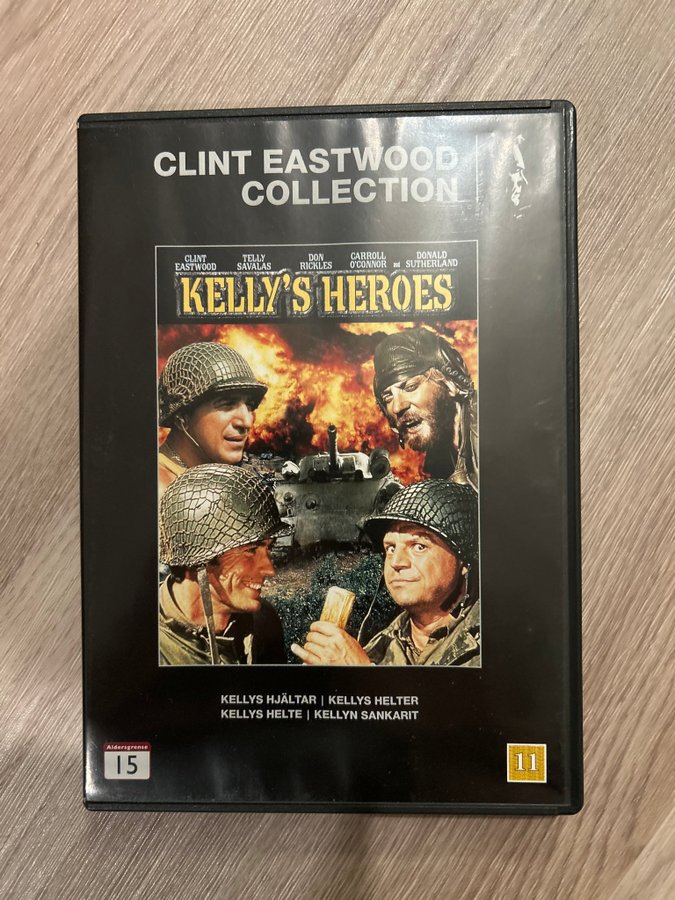 CLINT EASTWOOD
COLLECTION
CLINT EASTWOOD TELLY SAVALAS DON RICKLES CARROLL O'CONNOR and DONALD SUTHERLAND
KELLY'S HEROES
KELLYS HJÄLTAR | KELLYS HELTER
KELLYS HELTE | KELLYN SANKARIT
Aldersgrense
15
11